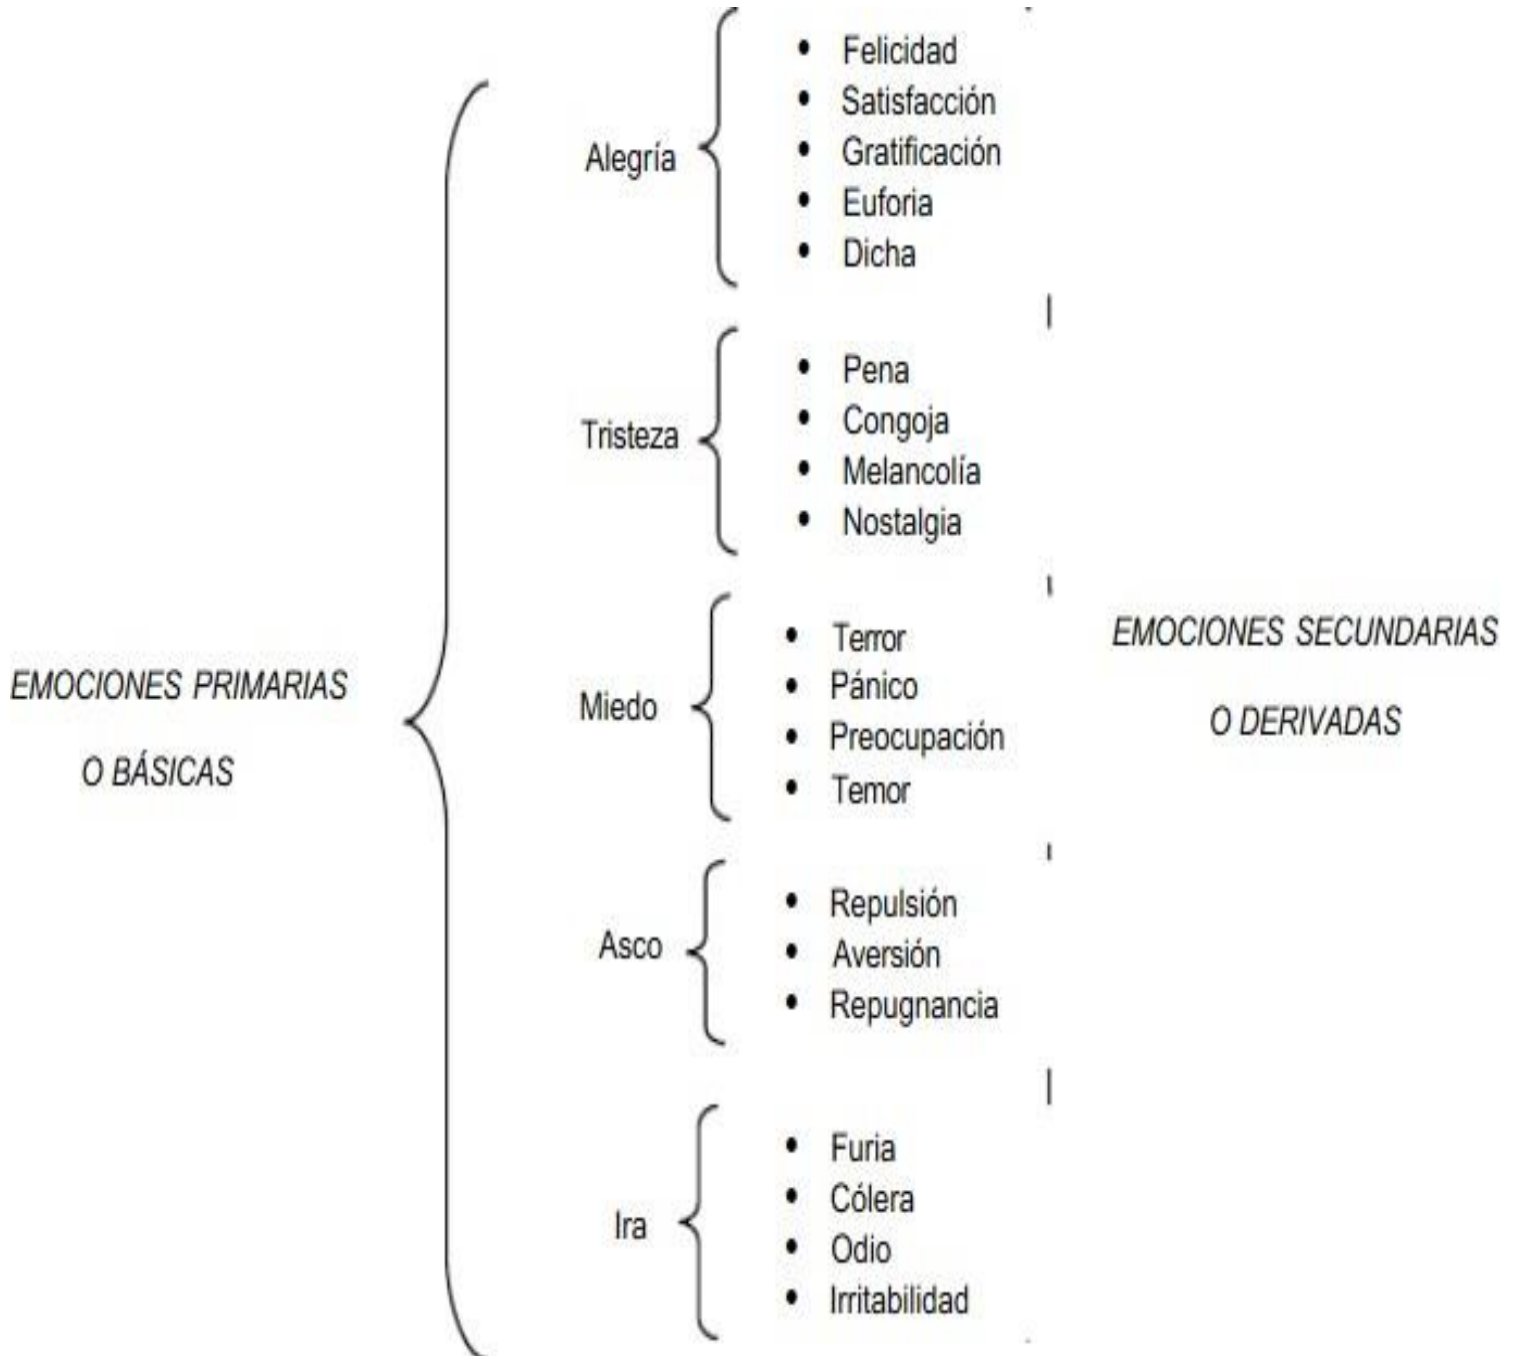 EMOCIONES PRIMARIAS
O BÁSICAS
Alegría
• Felicidad
• Satisfacción
• Gratificación
• Euforia
• Dicha
Tristeza
• Pena
• Congoja
• Melancolía
• Nostalgia
Miedo
• Terror
• Pánico
• Preocupación
• Temor
Asco
• Repulsión
• Aversión
• Repugnancia
Ira
• Furia
• Cólera
• Odio
• Irritabilidad
EMOCIONES SECUNDARIAS
O DERIVADAS